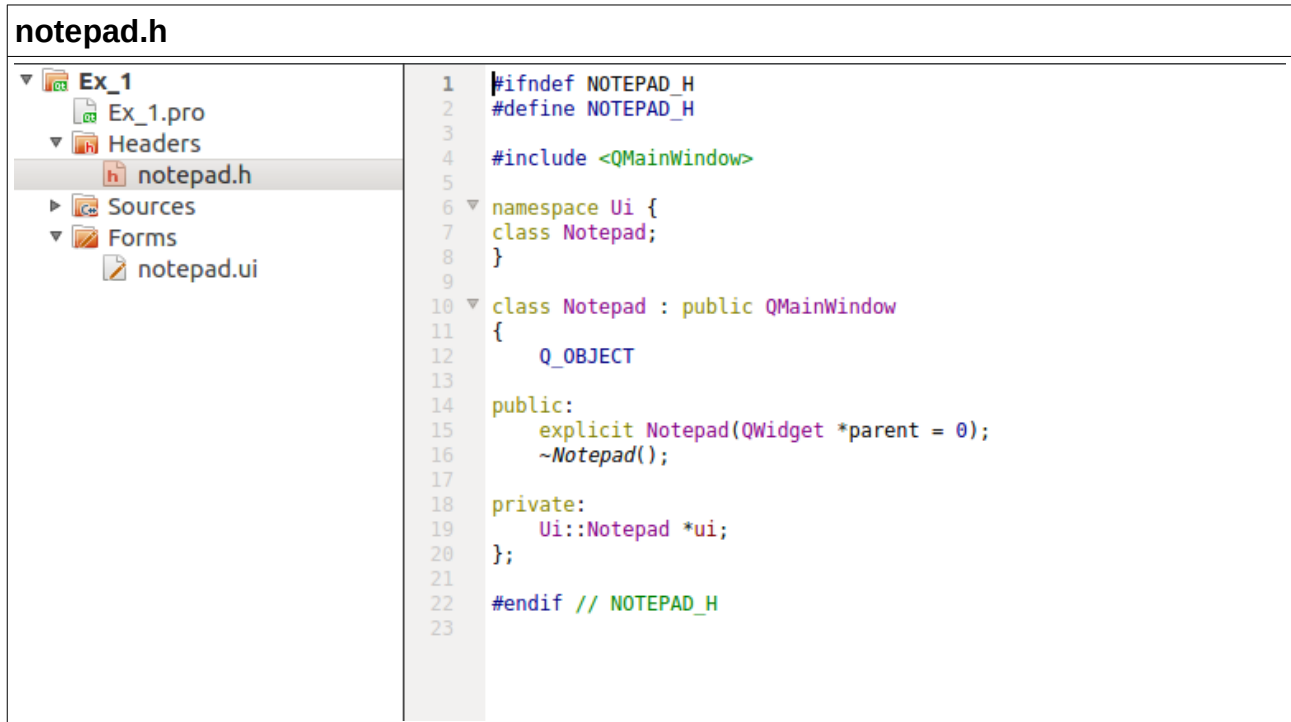 notepad.h
Ex_1
Ex_1.pro
Headers
notepad.h
Sources
Forms
notepad.ui
1 #ifndef NOTEPAD_H
2 #define NOTEPAD_H
3
4 #include <QMainWindow>
5
6 namespace Ui {
7 class Notepad;
8 }
9
10 class Notepad : public QMainWindow
11 {
12     Q_OBJECT
13
14 public:
15     explicit Notepad(QWidget *parent = 0);
16     ~Notepad();
17
18 private:
19     Ui::Notepad *ui;
20 };
21
22 #endif // NOTEPAD_H
23